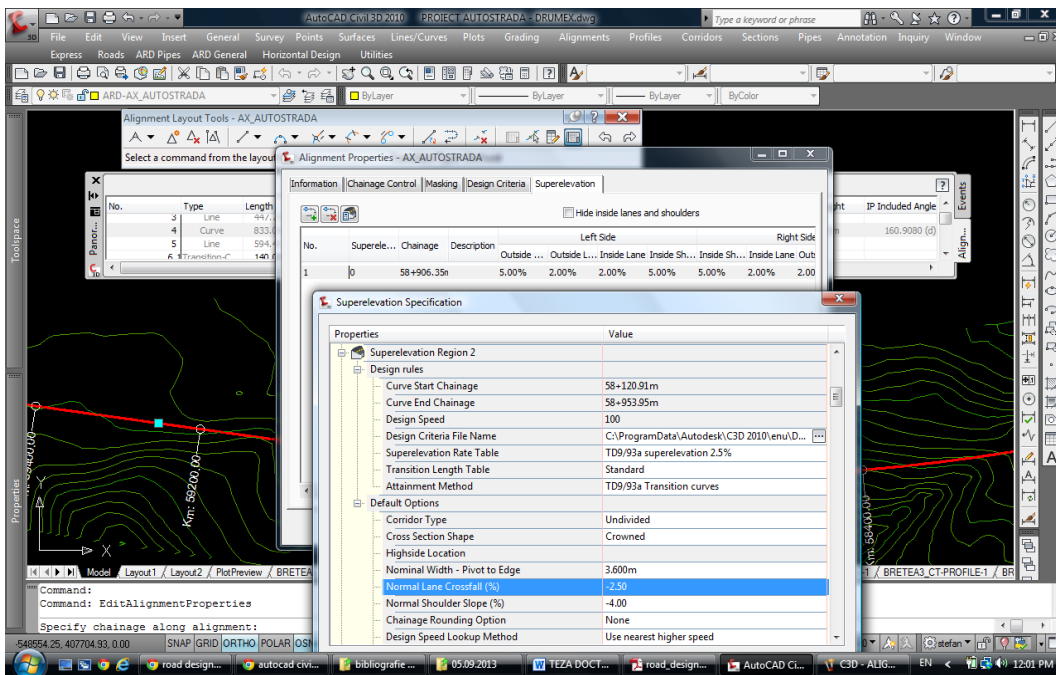 AutoCAD Civil 3D 2010 PROIECT AUTOSTRADA - DRUMEX.dwg
Type a keyword or phrase
File Edit View Insert General Survey Points Surfaces Lines/Curves Plots Grading Alignments Profiles Corridors Sections Pipes Annotation Inquiry Window
Express Roads ARD Pipes ARD General Horizontal Design Utilities
ARD-AX_AUTOSTRADA ByLayer ByLayer ByLayer ByColor
Alignment Layout Tools - AX_AUTOSTRADA
Select a command from the layout
Alignment Properties - AX_AUTOSTRADA
Information Chainage Control Masking Design Criteria Superelevation
Hide inside lanes and shoulders
No. Type Length
3 Line 447.
4 Curve 833.
5 Line 594.
140.0
IP Included Angle
160.9080 (d)
Events
Align...
Panor...
Toolspace
Properties
No. Superele... Chainage Description Left Side Right Side
Outside ... Outside L... Inside Lane Inside Sh... Inside Sh... Inside Lane Out
1 0 58+906.35m 5.00% 2.00% 2.00% 5.00% 5.00% 2.00% 2.00
Superelevation Specification
Properties Value
Superelevation Region 2
Design rules
Curve Start Chainage 58+120.91m
Curve End Chainage 58+953.95m
Design Speed 100
Design Criteria File Name C:\ProgramData\Autodesk\C3D 2010\enu\D... ...
Superelevation Rate Table TD9/93a superelevation 2.5%
Transition Length Table Standard
Attainment Method TD9/93a Transition curves
Default Options
Corridor Type Undivided
Cross Section Shape Crowned
Highside Location
Nominal Width - Pivot to Edge 3.600m
Normal Lane Crossfall (%) -2.50
Normal Shoulder Slope (%) -4.00
Chainage Rounding Option None
Design Speed Lookup Method Use nearest higher speed
Km: 59200.00
Km: 58400.00
Y
X
Model Layout1 Layout2 PlotPreview BRETEA
BRETEA3_CT-PROFILE-1 BR
Command:
Command: EditAlignmentProperties
Specify chainage along alignment:
-548554.25, 407704.93, 0.00 SNAP GRID ORTHO POLAR OSN
stefan
road design... autocad civi... bibliografie ... 05.09.2013 TEZA DOCT... road_design... AutoCAD Ci... C3D - ALIG... EN 12:01 PM